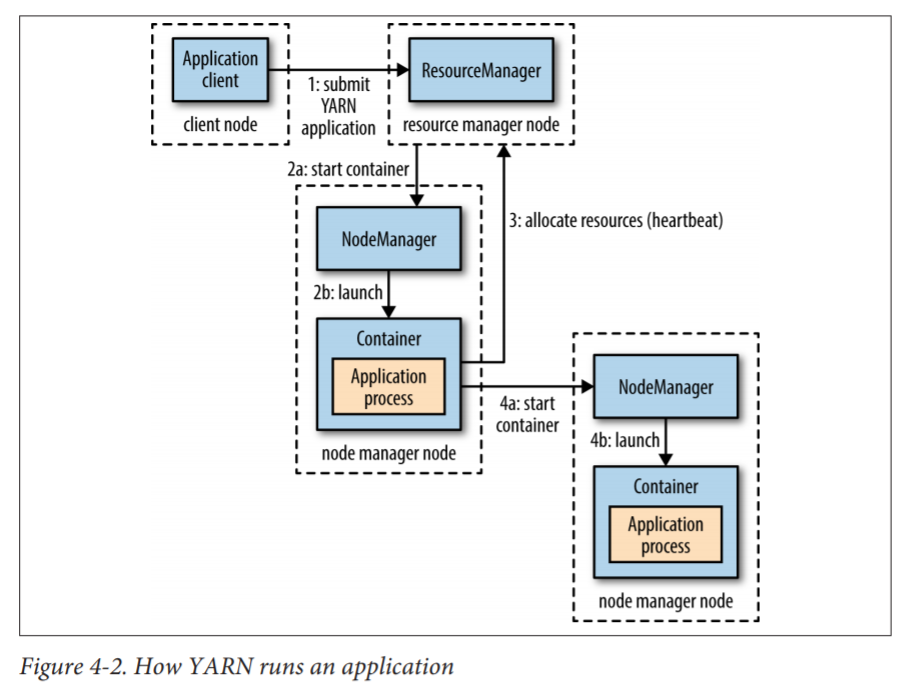 Application
client
client node
1: submit
YARN
application
ResourceManager
resource manager node
2a: start container
NodeManager
2b: launch
Container
Application
process
node manager node
3: allocate resources (heartbeat)
4a: start
container
NodeManager
4b: launch
Container
Application
process
node manager node
Figure 4-2. How YARN runs an application